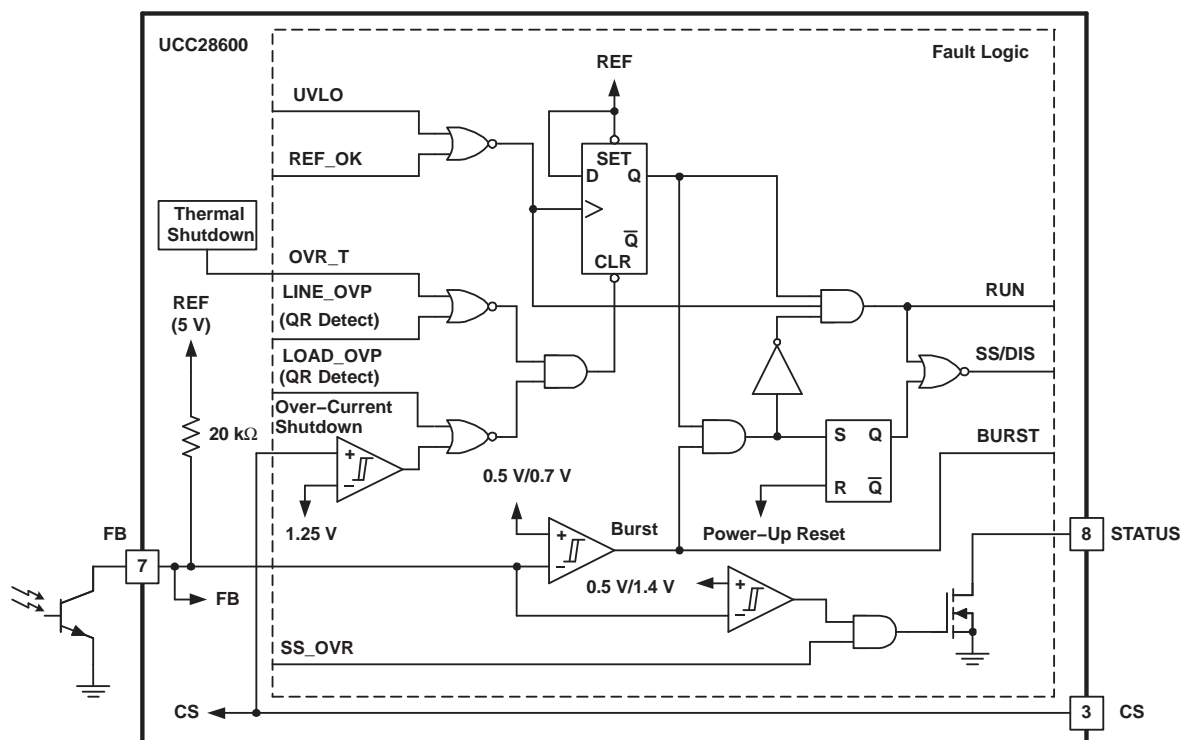 UCC28600
Fault Logic
REF
UVLO
REF_OK
SET
D
Q
Q
CLR
Thermal
Shutdown
OVR_T
LINE_OVP
(QR Detect)
REF
(5 V)
LOAD_OVP
(QR Detect)
Over−Current
Shutdown
20 kΩ
1.25 V
RUN
SS/DIS
BURST
S
Q
R
Q
Power−Up Reset
0.5 V/0.7 V
Burst
FB
7
FB
0.5 V/1.4 V
8
STATUS
SS_OVR
CS
3
CS